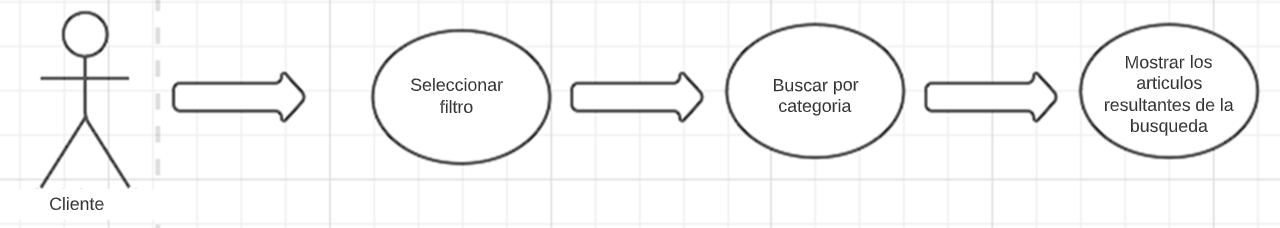 Cliente
Seleccionar
filtro
Buscar por
categoria
Mostrar los
articulos
resultantes de la
busqueda